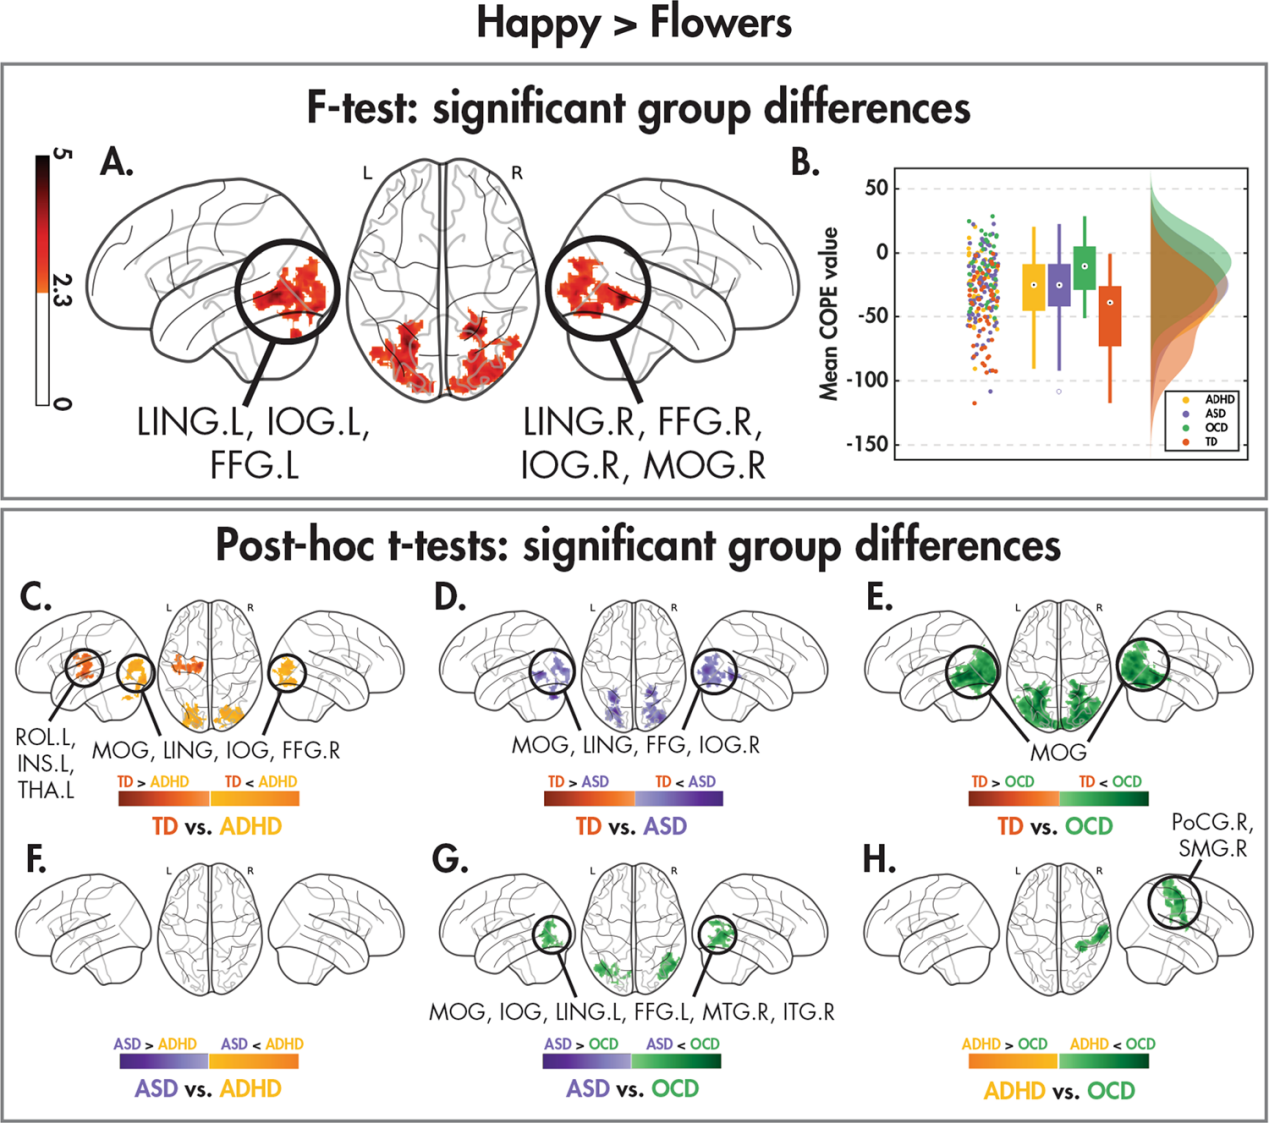 Happy > Flowers
F-test: significant group differences
A.
5
2.3
0
L
R
LING.L, IOG.L,
FFG.L
LING.R, FFG.R,
IOG.R, MOG.R
B.
Mean COPE value
50
0
-50
-100
-150
ADHD
ASD
OCD
TD
Post-hoc t-tests: significant group differences
C.
L
R
ROL.L,
INS.L,
THA.L
MOG, LING, IOG, FFG.R
TD > ADHD
TD < ADHD
TD vs. ADHD
D.
L
R
MOG, LING, FFG, IOG.R
TD > ASD
TD < ASD
TD vs. ASD
E.
L
R
MOG
TD > OCD
TD < OCD
TD vs. OCD
F.
L
R
ASD > ADHD
ASD < ADHD
ASD vs. ADHD
G.
L
R
MOG, IOG, LING.L, FFG.L, MTG.R, ITG.R
ASD > OCD
ASD < OCD
ASD vs. OCD
H.
L
R
PoCG.R,
SMG.R
ADHD > OCD
ADHD < OCD
ADHD vs. OCD